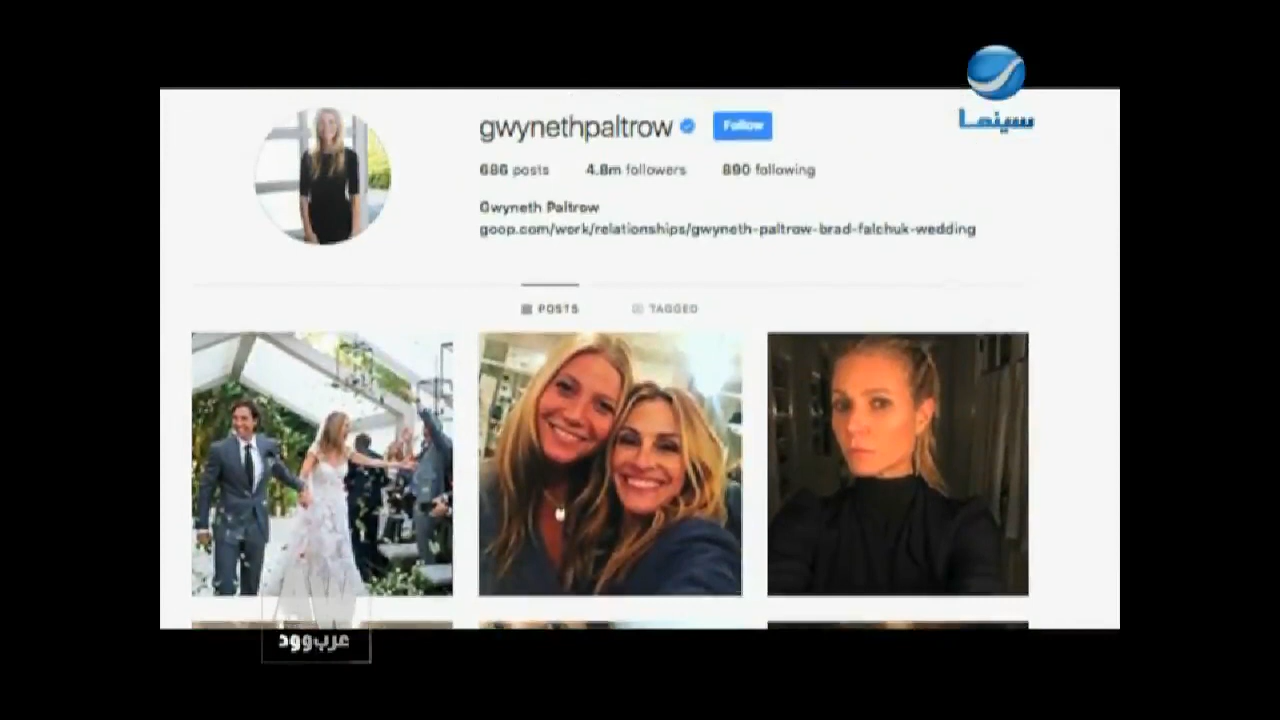 سينما
gwynethpaltrow Follow
686 posts 4.8m followers 890 following
Gwyneth Paltrow
goop.com/work/relationships/gwyneth-paltrow-brad-falchuk-wedding
POSTS TAGGED
AW
عرب وود